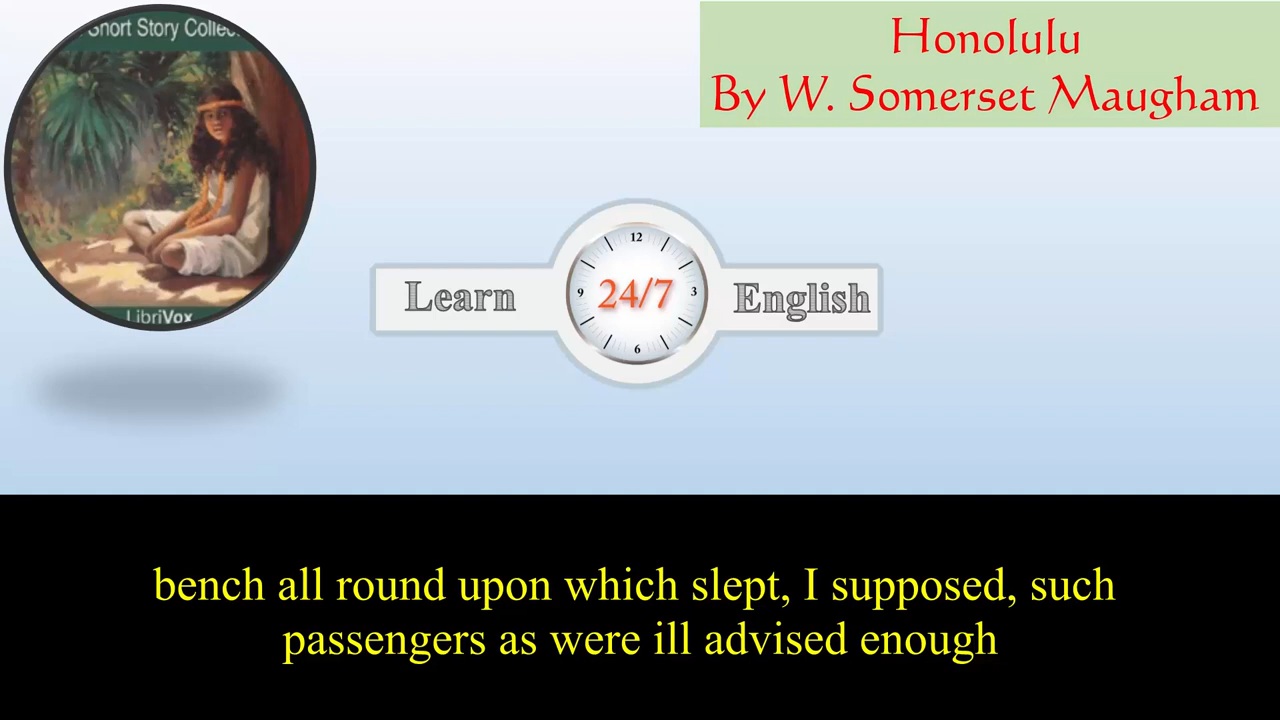 Short Story Collec
LibriVox
Honolulu
By W. Somerset Maugham
Learn 24/7 English
12
9
3
6
bench all round upon which slept, I supposed, such
passengers as were ill advised enough